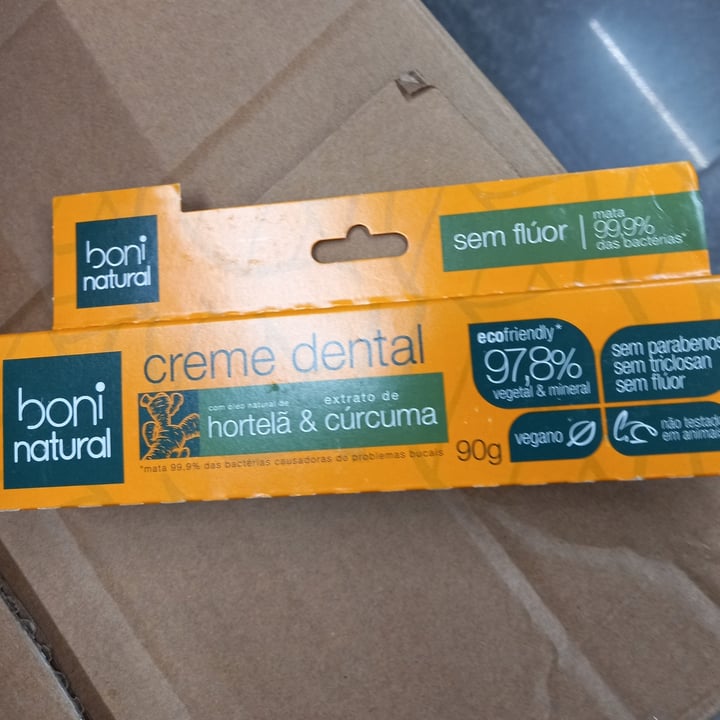 boni
natural
sem flúor
mata
99,9%
das bactérias*
boni
natural
creme dental
com óleo natural de
hortelã &
extrato de
cúrcuma
*mata 99,9% das bactérias causadoras de problemas bucais
90g
ecofriendly*
97,8%
vegetal & mineral
sem parabenos
sem triclosan
sem flúor
vegano
não testado
em animais